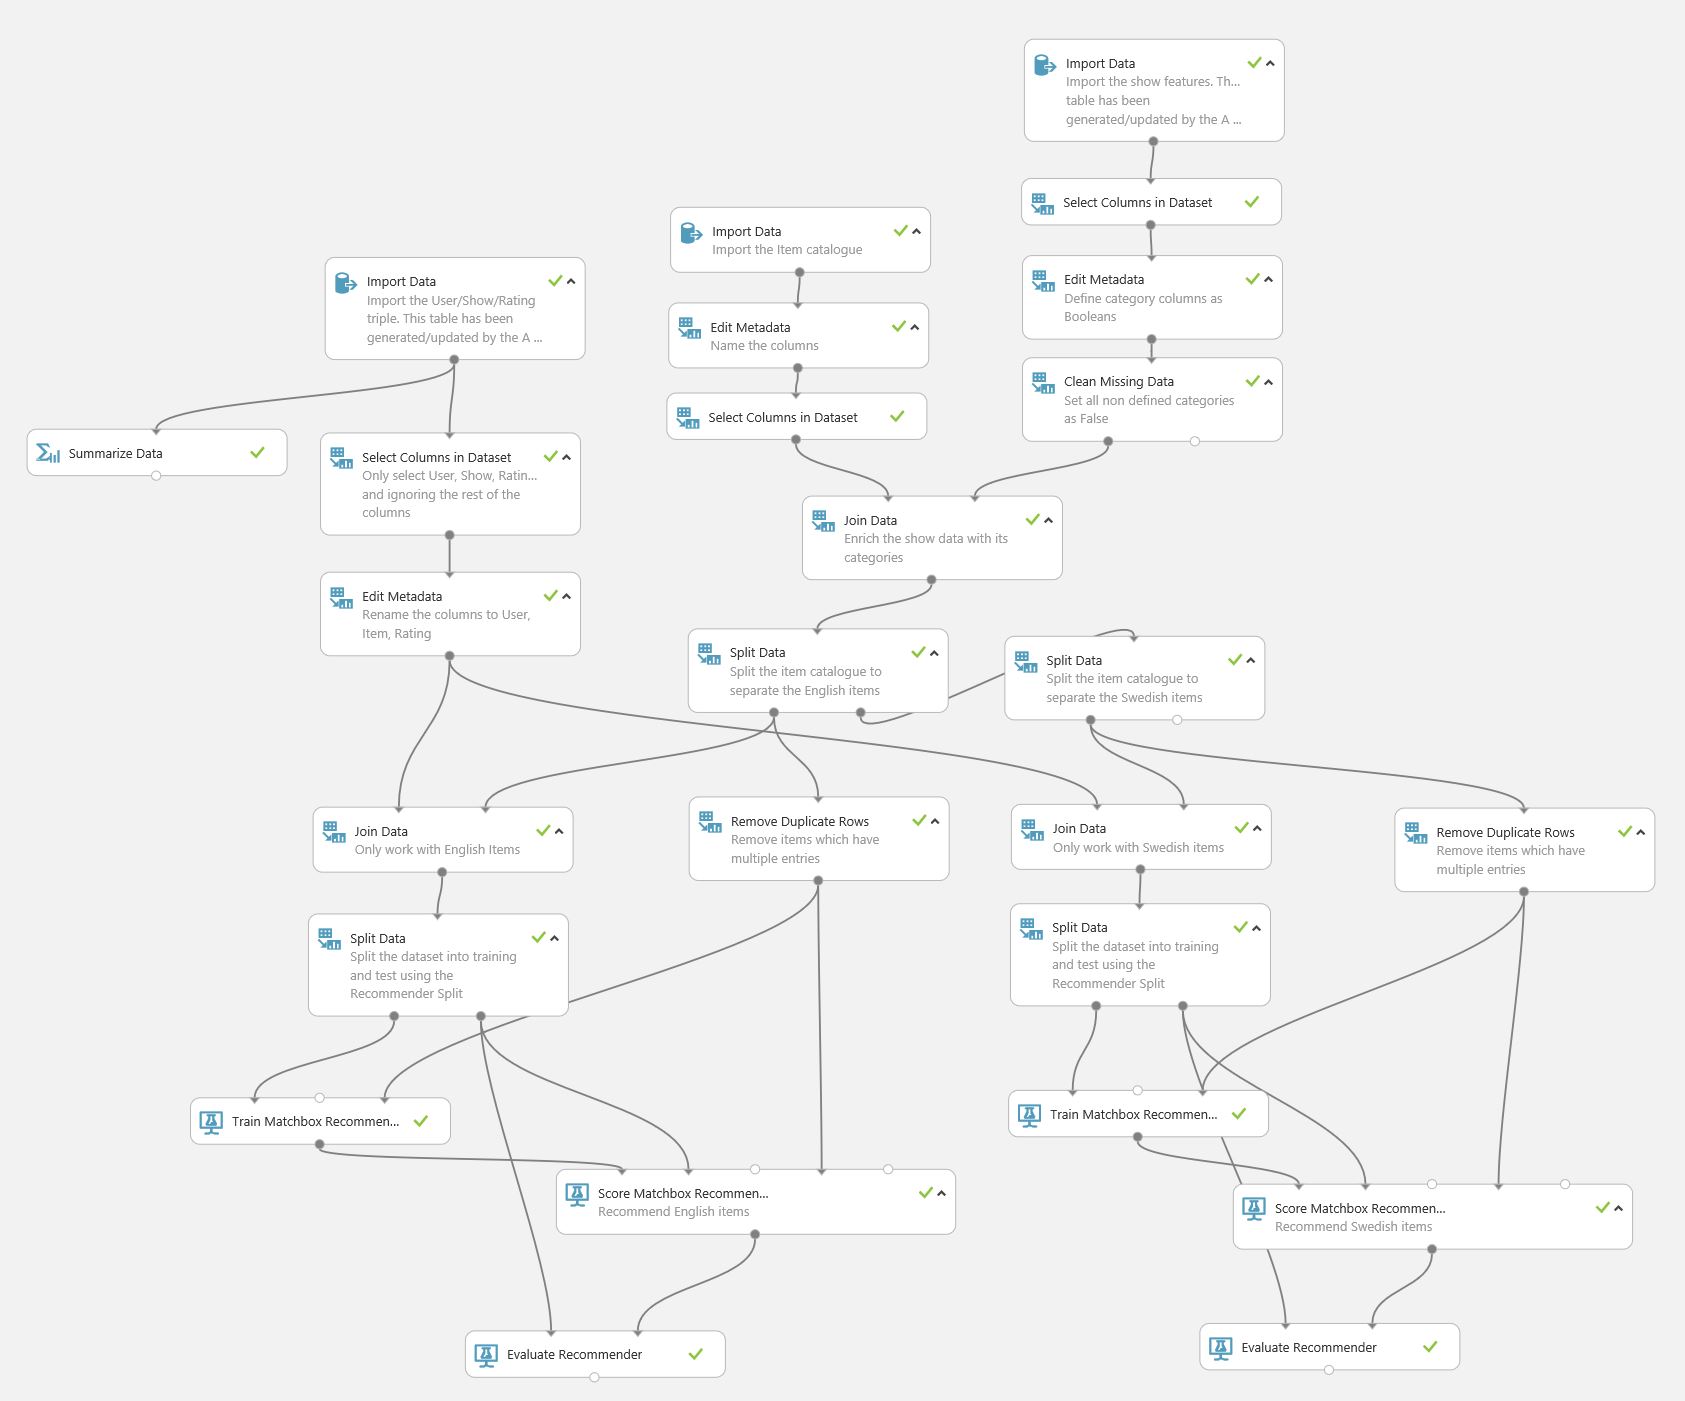 Import Data
Import the show features. Th...
table has been
generated/updated by the A ...
Select Columns in Dataset
Import Data
Import the Item catalogue
Edit Metadata
Define category columns as
Booleans
Import Data
Import the User/Show/Rating
triple. This table has been
generated/updated by the A ...
Edit Metadata
Name the columns
Clean Missing Data
Set all non defined categories
as False
Select Columns in Dataset
Summarize Data
Select Columns in Dataset
Only select User, Show, Ratin...
and ignoring the rest of the
columns
Join Data
Enrich the show data with its
categories
Edit Metadata
Rename the columns to User,
Item, Rating
Split Data
Split the item catalogue to
separate the English items
Split Data
Split the item catalogue to
separate the Swedish items
Join Data
Only work with English Items
Remove Duplicate Rows
Remove items which have
multiple entries
Join Data
Only work with Swedish items
Remove Duplicate Rows
Remove items which have
multiple entries
Split Data
Split the dataset into training
and test using the
Recommender Split
Split Data
Split the dataset into training
and test using the
Recommender Split
Train Matchbox Recommen...
Train Matchbox Recommen...
Score Matchbox Recommen...
Recommend English items
Score Matchbox Recommen...
Recommend Swedish items
Evaluate Recommender
Evaluate Recommender